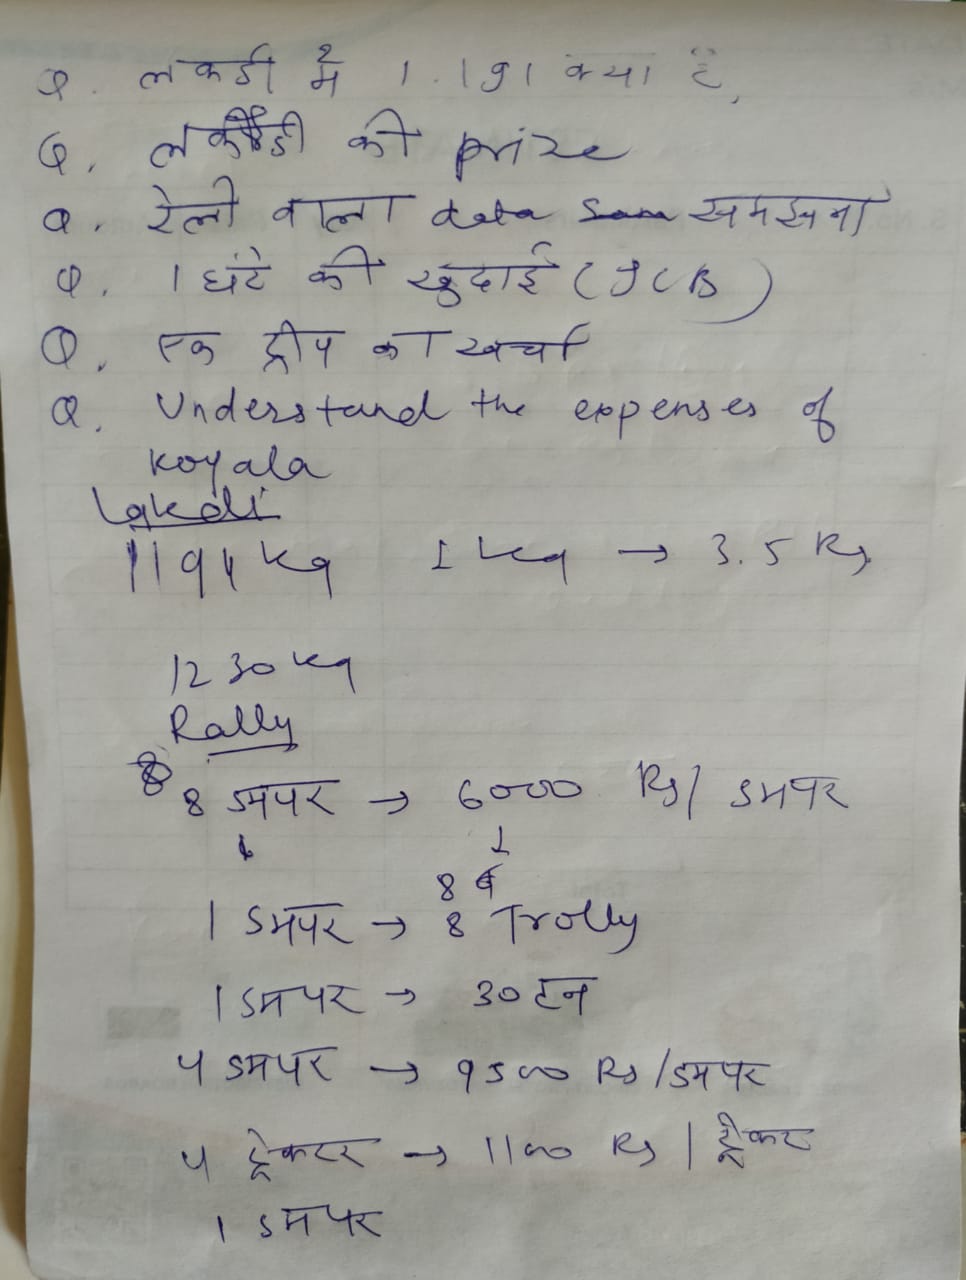 Q. लकडी में 1.191 क्या है,
Q. लकडी की prize
Q. रेलो वाला data समझना
Q. 1 घंटे की खुदाई (JCB)
Q. एक ट्रीप का खर्चा
Q. Understand the expenses of
koyala
Lakdi
1194 kg 1 kg → 3.5 Rs
1230 kg
Rally
8 डमपर → 6000 Rs/डमपर
8
1 डमपर → 8 Trolly
1 डमपर → 30 टन
4 डमपर → 9500 Rs/डमपर
4 ट्रेकटर → 1100 Rs/ट्रेकट
1 डमपर